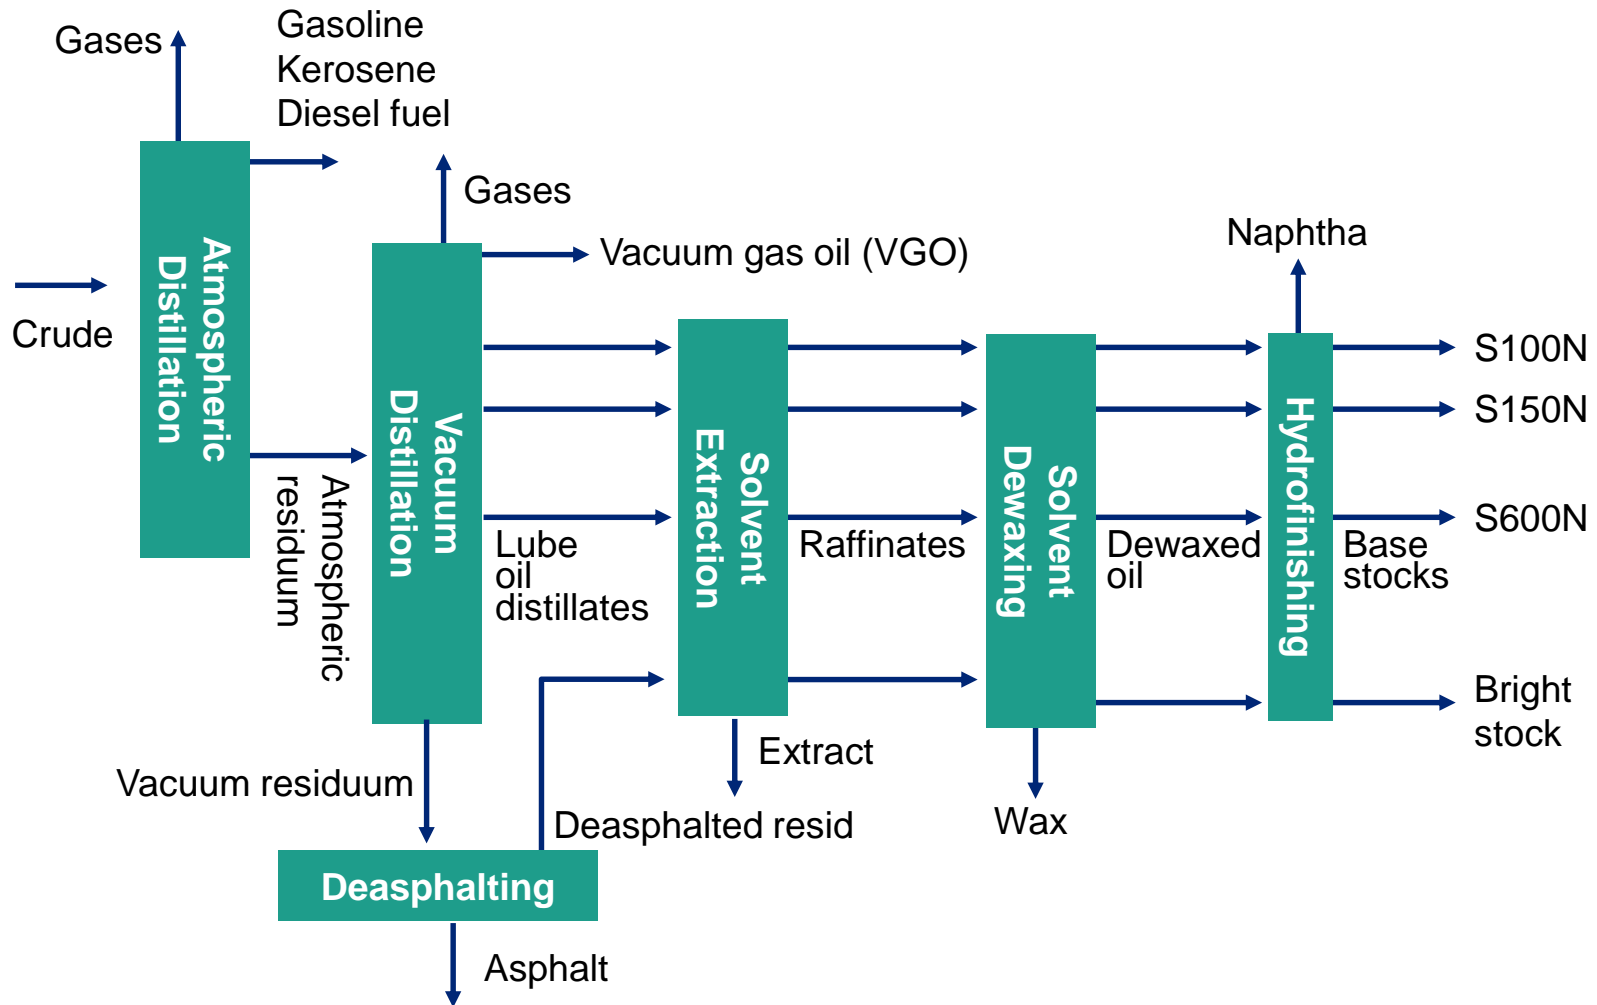 Gases
Gasoline
Kerosene
Diesel fuel
Crude
Atmospheric
Distillation
Atmospheric
residuum
Gases
Vacuum gas oil (VGO)
Vacuum
Distillation
Lube
oil
distillates
Vacuum residuum
Deasphalting
Asphalt
Deasphalted resid
Solvent
Extraction
Extract
Raffinates
Solvent
Dewaxing
Wax
Dewaxed
oil
Naphtha
Hydrofinishing
Base
stocks
S100N
S150N
S600N
Bright
stock